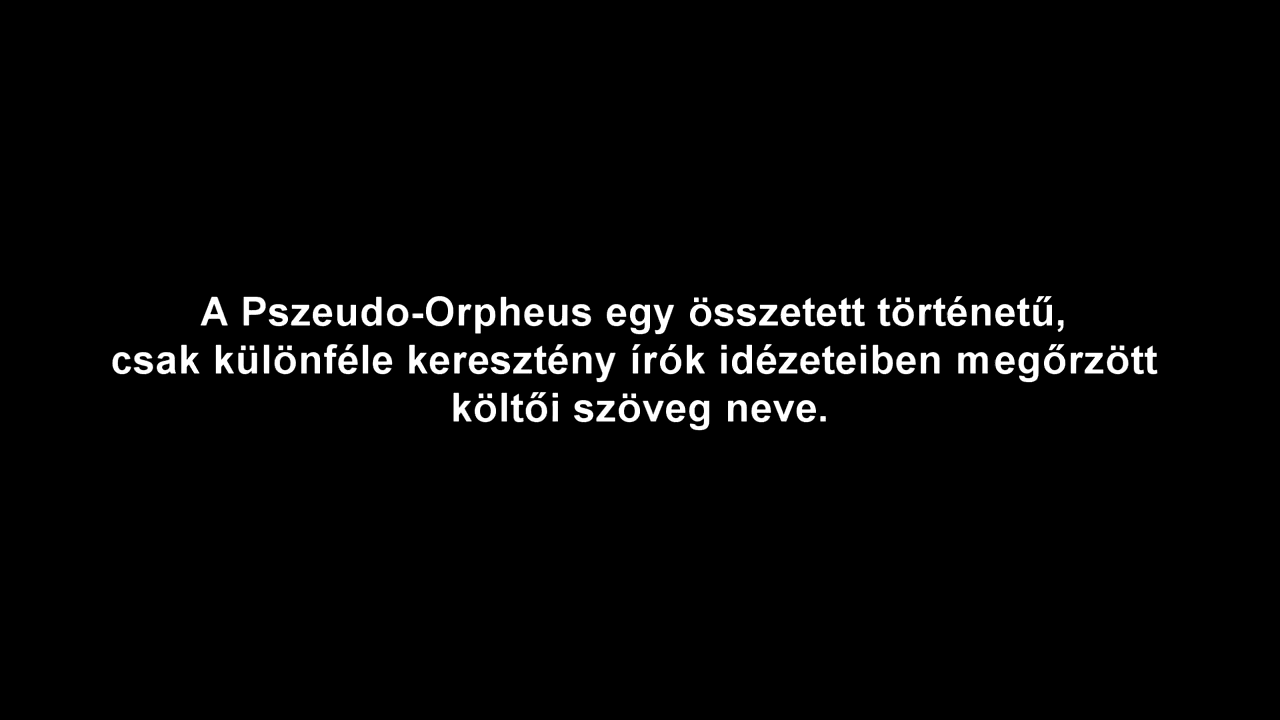 A Pszeudo-Orpheus egy összetett történetű,
csak különféle keresztény írók idézeteiben megőrzött
költői szöveg neve.